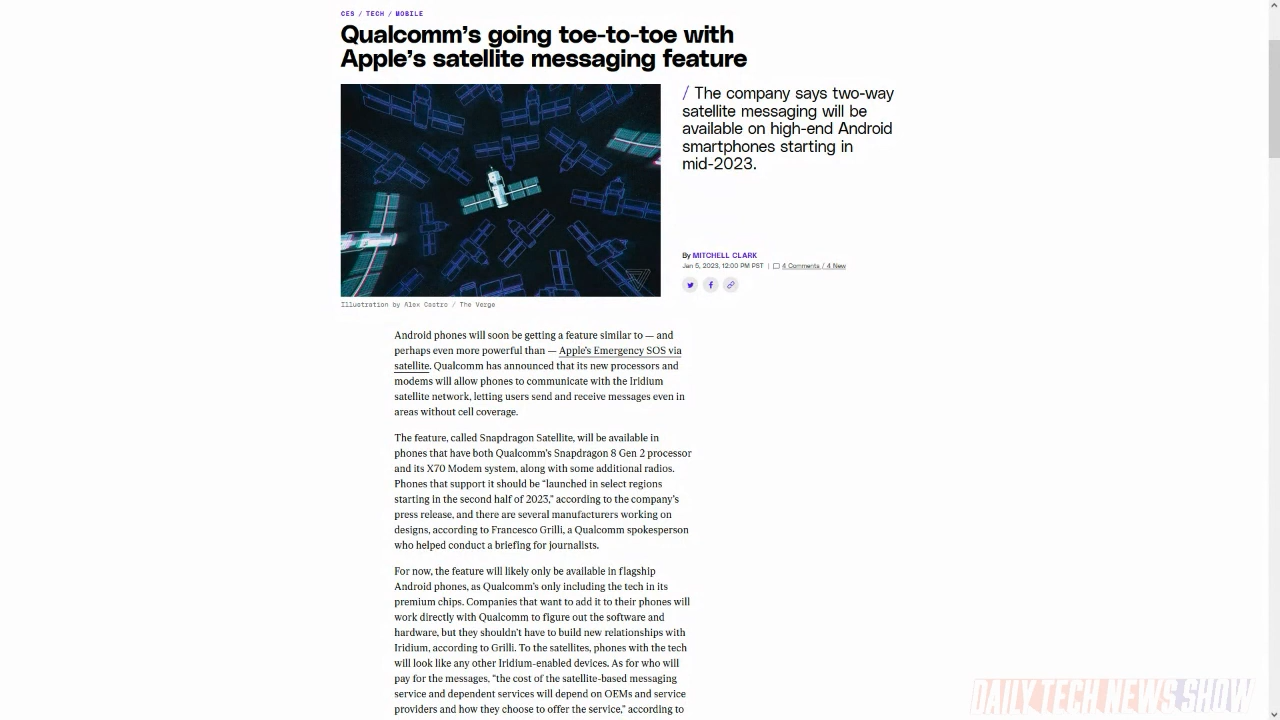 CES / TECH / MOBILE
Qualcomm's going toe-to-toe with
Apple's satellite messaging feature
/ The company says two-way
satellite messaging will be
available on high-end Android
smartphones starting in
mid-2023.
By MITCHELL CLARK
Jan 5, 2023, 12:00 PM PST | 4 Comments / 4 New
Illustration by Alex Castro / The Verge
Android phones will soon be getting a feature similar to — and
perhaps even more powerful than — Apple's Emergency SOS via
satellite. Qualcomm has announced that its new processors and
modems will allow phones to communicate with the Iridium
satellite network, letting users send and receive messages even in
areas without cell coverage.
The feature, called Snapdragon Satellite, will be available in
phones that have both Qualcomm's Snapdragon 8 Gen 2 processor
and its X70 Modem system, along with some additional radios.
Phones that support it should be "launched in select regions
starting in the second half of 2023," according to the company's
press release, and there are several manufacturers working on
designs, according to Francesco Grilli, a Qualcomm spokesperson
who helped conduct a briefing for journalists.
For now, the feature will likely only be available in flagship
Android phones, as Qualcomm's only including the tech in its
premium chips. Companies that want to add it to their phones will
work directly with Qualcomm to figure out the software and
hardware, but they shouldn't have to build new relationships with
Iridium, according to Grilli. To the satellites, phones with the tech
will look like any other Iridium-enabled devices. As for who will
pay for the messages, "the cost of the satellite-based messaging
service and dependent services will depend on OEMs and service
providers and how they choose to offer the service," according to
DAILY TECH NEWS SHOW